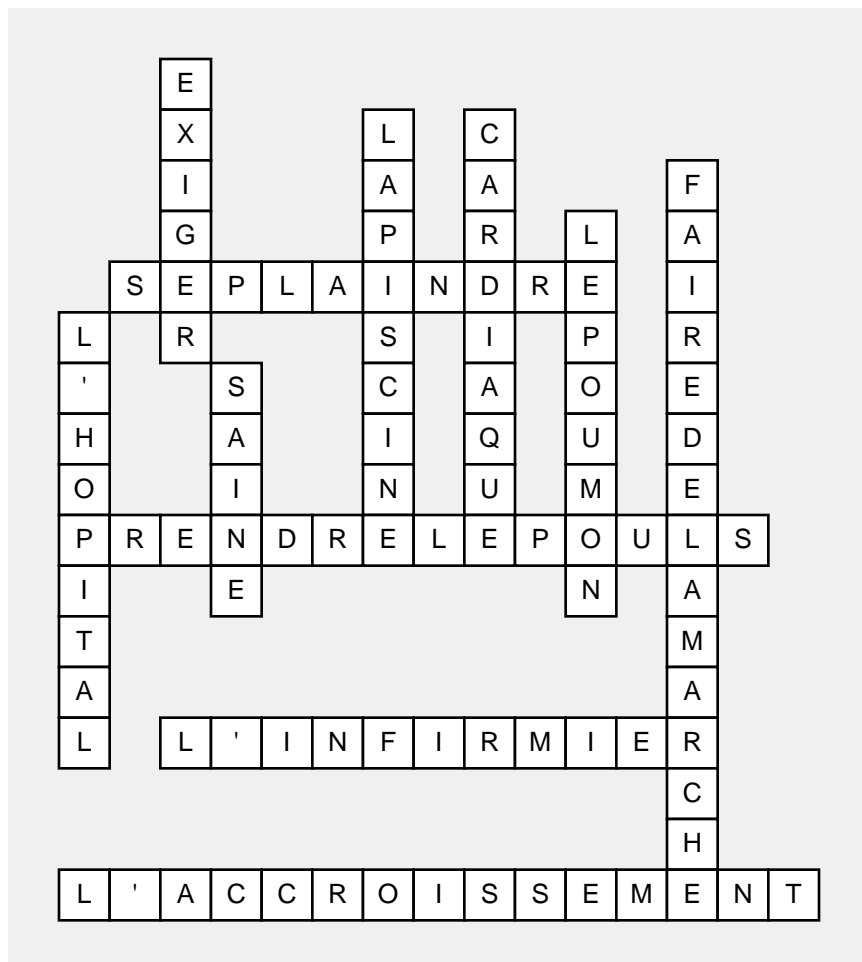 EXIGER
LAPISCINE
CARDIAQUE
FAIREDELAMARCHE
LEPOUMON
SEPLAINDRE
L'HOPITAL
SAINE
PRENDRELEPOULS
L'INFIRMIER
L'ACCROISSEMENT